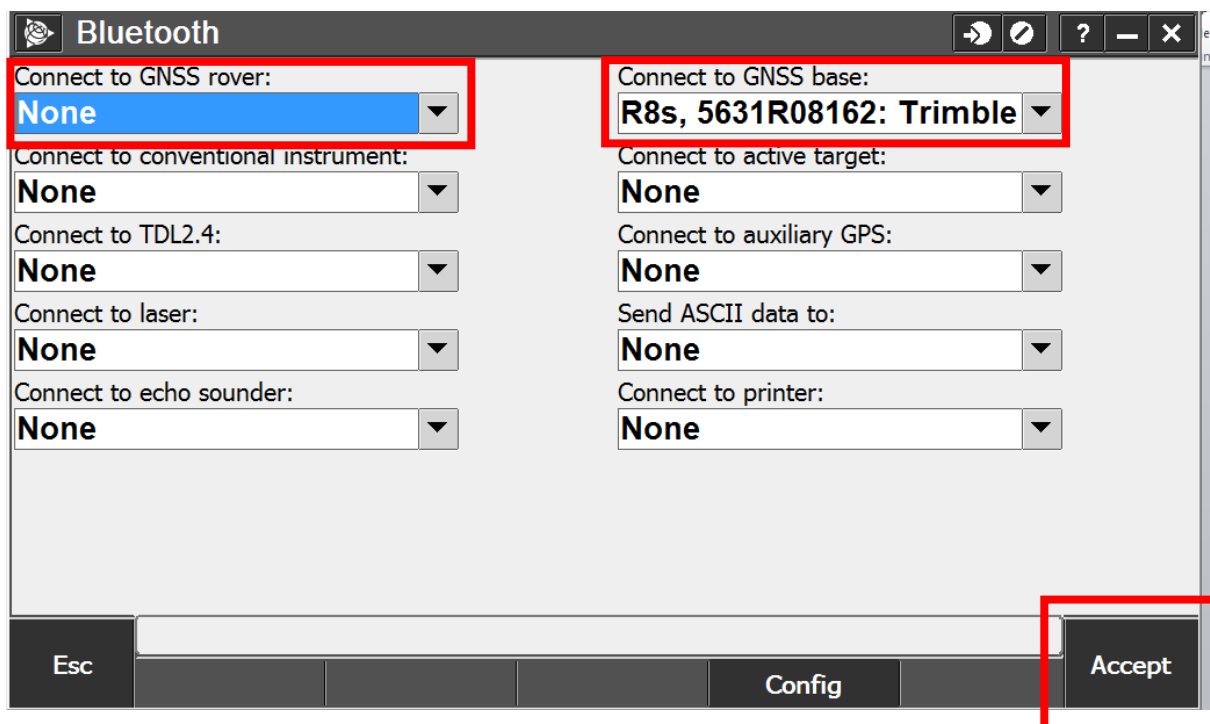 Bluetooth
?
Connect to GNSS rover:
None
Connect to GNSS base:
R8s, 5631R08162: Trimble
Connect to conventional instrument:
None
Connect to active target:
None
Connect to TDL2.4:
None
Connect to auxiliary GPS:
None
Connect to laser:
None
Send ASCII data to:
None
Connect to echo sounder:
None
Connect to printer:
None
Esc
Config
Accept